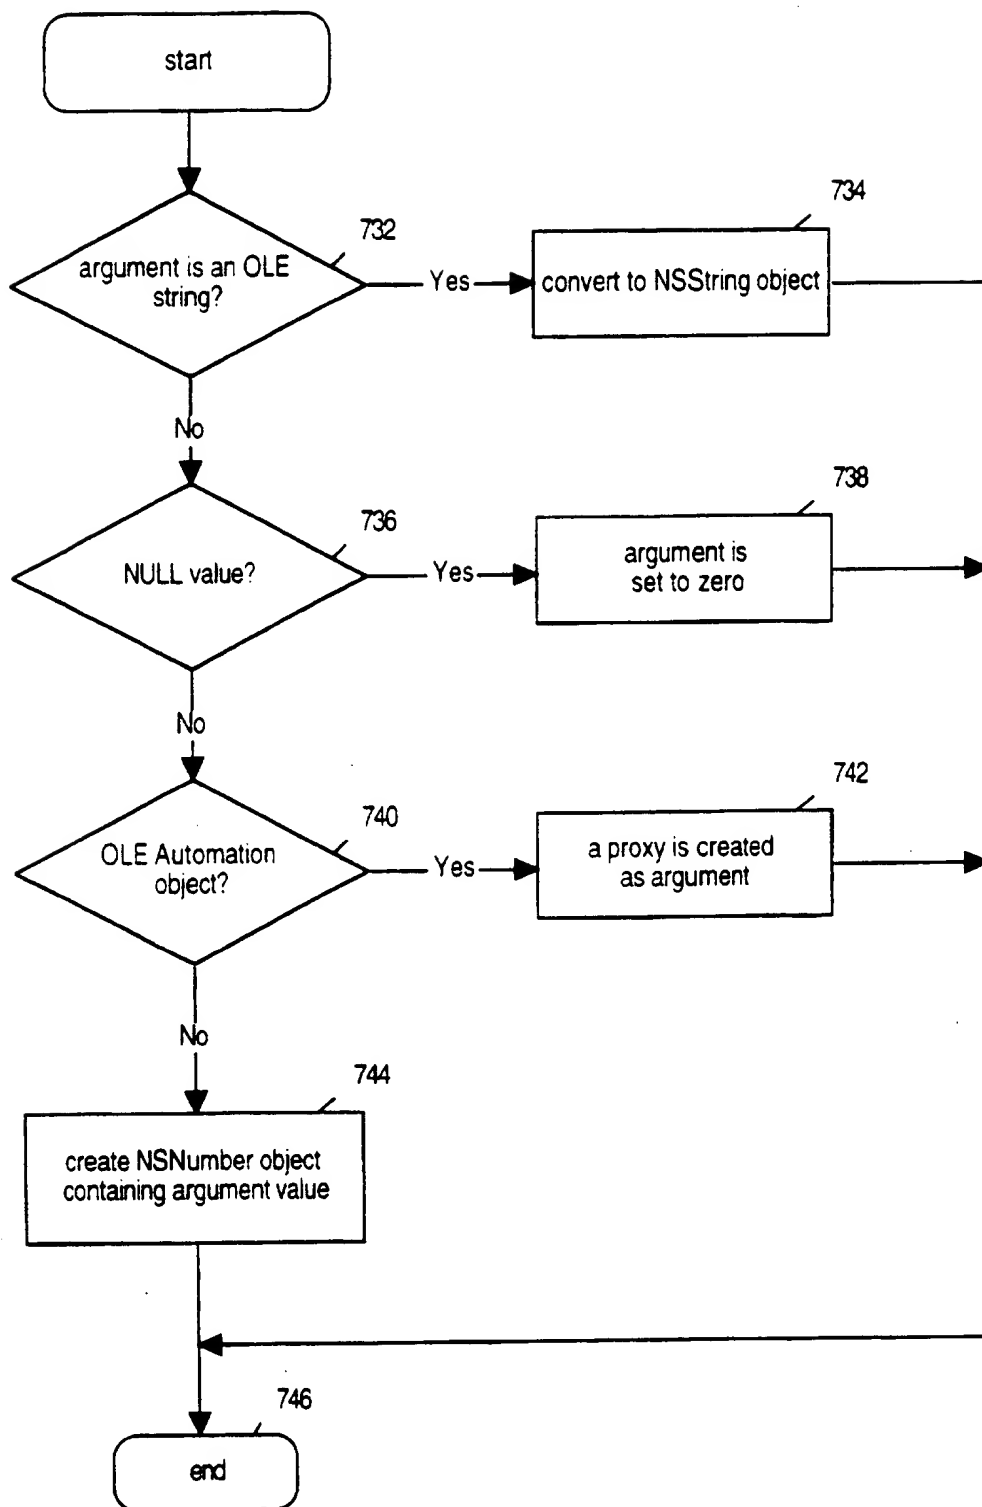 start
732
argument is an OLE
string?
Yes
734
convert to NSString object
No
736
NULL value?
Yes
738
argument is
set to zero
No
740
OLE Automation
object?
Yes
742
a proxy is created
as argument
No
744
create NSNumber object
containing argument value
746
end